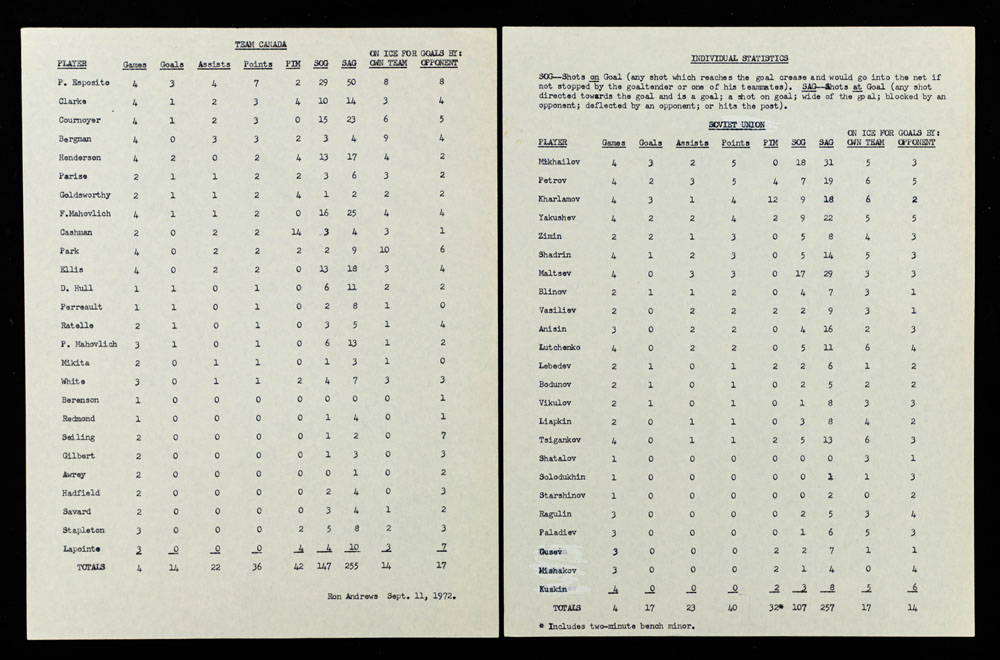 TEAM CANADA
ON ICE FOR GOALS BY:
PLAYER Games Goals Assists Points PIM SOG SAG OWN TEAM OPPONENT
P. Esposito 4 3 4 7 2 29 50 8 8
Clarke 4 1 2 3 4 10 14 3 4
Cournoyer 4 1 2 3 0 15 23 6 5
Bergman 4 0 3 3 2 3 4 9 4
Henderson 4 2 0 2 4 13 17 4 2
Parise 2 1 1 2 2 3 6 3 2
Goldsworthy 2 1 1 2 4 1 2 2 2
F.Mahovlich 4 1 1 2 0 16 25 4 4
Cashman 2 0 2 2 14 3 4 3 1
Park 4 0 2 2 2 2 9 10 6
Ellis 4 0 2 2 0 13 18 3 4
D. Hull 1 1 0 1 0 6 11 2 2
Perreault 1 1 0 1 0 2 8 1 0
Ratelle 2 1 0 1 0 3 5 1 4
P. Mahovlich 3 1 0 1 0 6 13 1 2
Mikita 2 0 1 1 0 1 3 1 0
White 3 0 1 1 2 4 7 3 3
Berenson 1 0 0 0 0 0 0 0 1
Redmond 1 0 0 0 0 1 4 0 1
Seiling 2 0 0 0 0 1 2 0 7
Gilbert 2 0 0 0 0 1 3 0 3
Awrey 2 0 0 0 0 0 1 0 2
Hadfield 2 0 0 0 0 2 4 0 3
Savard 2 0 0 0 0 3 4 1 2
Stapleton 3 0 0 0 2 5 8 2 3
Lapointe 3 0 0 0 4 4 10 3 7
TOTALS 4 14 22 36 42 147 255 14 17
Ron Andrews Sept. 11, 1972.
INDIVIDUAL STATISTICS
SOG--Shots on Goal (any shot which reaches the goal crease and would go into the net if
not stopped by the goaltender or one of his teammates). SAG--Shots at Goal (any shot
directed towards the goal and is a goal; a shot on goal; wide of the goal; blocked by an
opponent; deflected by an opponent; or hits the post).
SOVIET UNION
ON ICE FOR GOALS BY:
PLAYER Games Goals Assists Points PIM SOG SAG OWN TEAM OPPONENT
Mikhailov 4 3 2 5 0 18 31 5 3
Petrov 4 2 3 5 4 7 19 6 5
Kharlamov 4 3 1 4 12 9 18 6 2
Yakushev 4 2 2 4 2 9 22 5 5
Zimin 2 2 1 3 0 5 8 4 3
Shadrin 4 1 2 3 0 5 14 5 3
Maltsev 4 0 3 3 0 17 29 3 3
Blinov 2 1 1 2 0 4 7 3 1
Vasiliev 2 0 2 2 2 2 9 3 1
Anisin 3 0 2 2 0 4 16 2 3
Lutchenko 4 0 2 2 0 5 11 6 4
Lebedev 2 1 0 1 2 2 6 1 2
Bodunov 2 1 0 1 0 2 5 2 2
Vikulov 2 1 0 1 0 1 8 3 3
Liapkin 2 0 1 1 0 3 8 4 2
Tsigankov 4 0 1 1 2 5 13 6 3
Shatalov 1 0 0 0 0 0 0 3 1
Solodukhin 1 0 0 0 0 0 1 1 3
Starshinov 1 0 0 0 0 0 2 0 2
Ragulin 3 0 0 0 0 2 5 3 4
Paladiev 3 0 0 0 0 1 6 5 3
Gusev 3 0 0 0 2 2 7 1 1
Mishakov 3 0 0 0 2 1 4 0 4
Kuzkin 4 0 0 0 2 3 8 5 6
TOTALS 4 17 23 40 32* 107 257 17 14
* Includes two-minute bench minor.